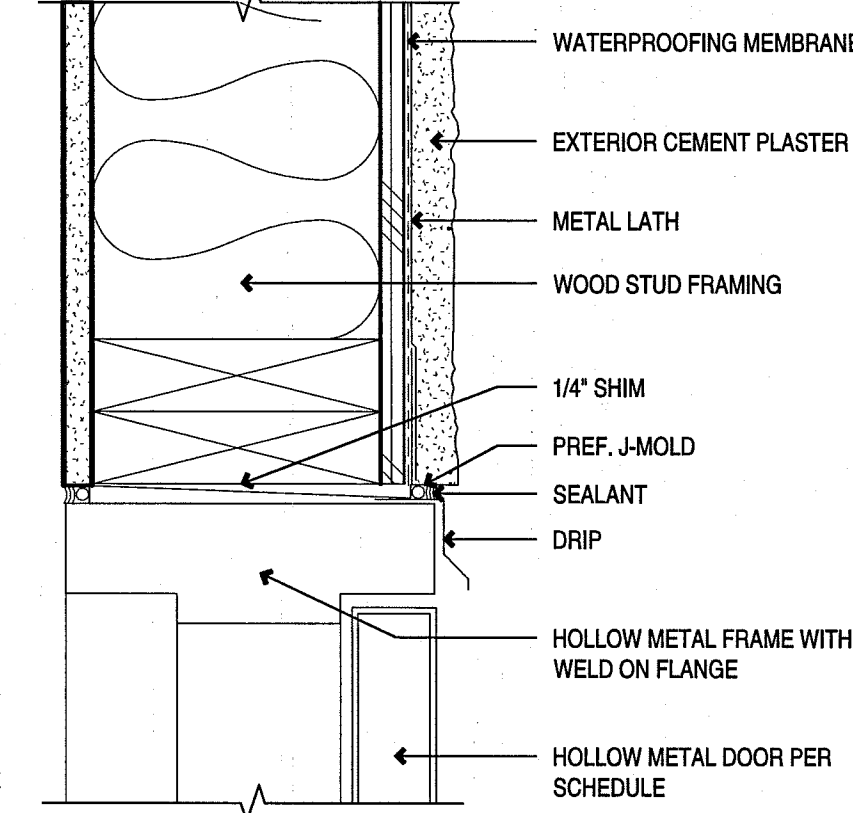 WATERPROOFING MEMBRANE
EXTERIOR CEMENT PLASTER
METAL LATH
WOOD STUD FRAMING
1/4" SHIM
PREF. J-MOLD
SEALANT
DRIP
HOLLOW METAL FRAME WITH
WELD ON FLANGE
HOLLOW METAL DOOR PER
SCHEDULE